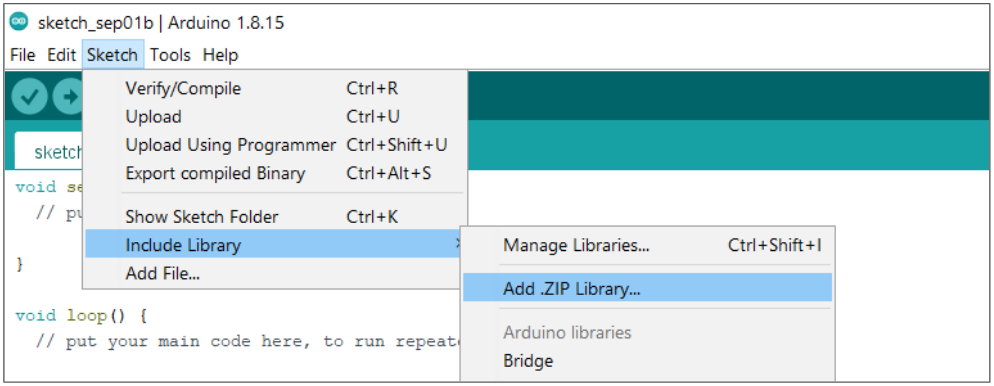 sketch_sep01b | Arduino 1.8.15
File Edit Sketch Tools Help
Verify/Compile Ctrl+R
Upload Ctrl+U
Upload Using Programmer Ctrl+Shift+U
Export compiled Binary Ctrl+Alt+S
Show Sketch Folder Ctrl+K
Include Library
Add File...
Manage Libraries... Ctrl+Shift+I
Add .ZIP Library...
Arduino libraries
Bridge
sketch
void se
// pu
}
void loop() {
// put your main code here, to run repeate